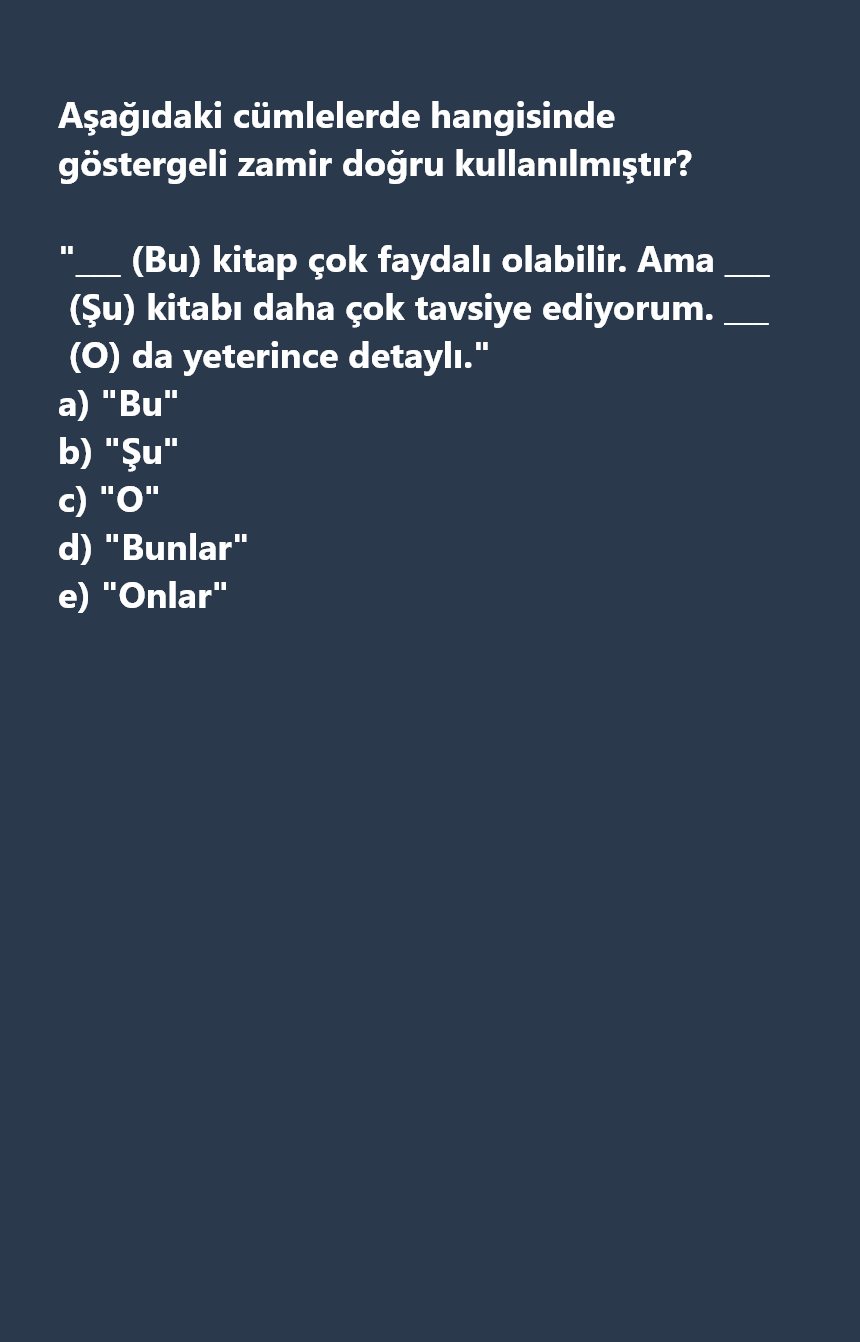 Aşağıdaki cümlelerde hangisinde
göstergeli zamir doğru kullanılmıştır?
"___ (Bu) kitap çok faydalı olabilir. Ama ___
(Şu) kitabı daha çok tavsiye ediyorum. ___
(O) da yeterince detaylı."
a) "Bu"
b) "Şu"
c) "O"
d) "Bunlar"
e) "Onlar"